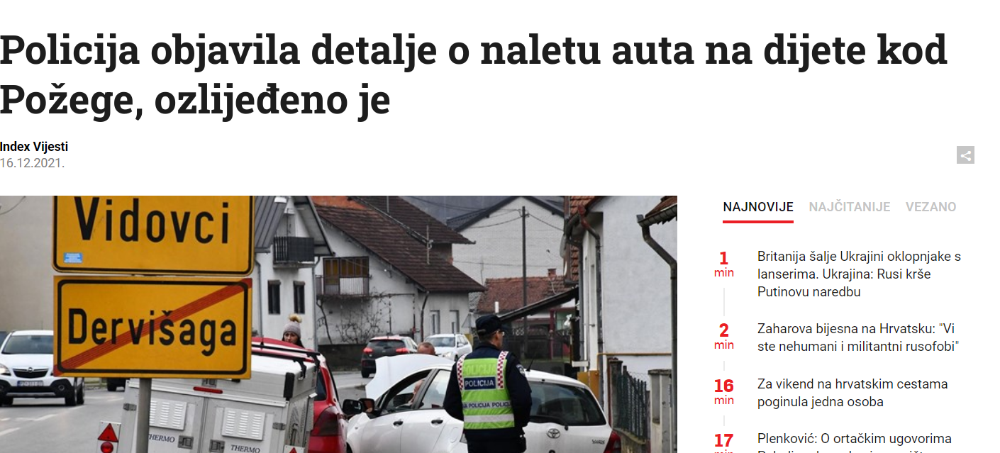 Policija objavila detalje o naletu auta na dijete kod
Požege, ozlijeđeno je
Index Vijesti
16.12.2021.
Vidovci
Dervišaga
POLICIJA
POLICIJA
POLICIJA POLICIJA
THERMO
THERMO
NAJNOVIJE NAJČITANIJE VEZANO
1
min
Britanija šalje Ukrajini oklopnjake s
lanserima. Ukrajina: Rusi krše
Putinovu naredbu
2
min
Zaharova bijesna na Hrvatsku: "Vi
ste nehumani i militantni rusofobi"
16
min
Za vikend na hrvatskim cestama
poginula jedna osoba
17
min
Plenković: O ortačkim ugovorima